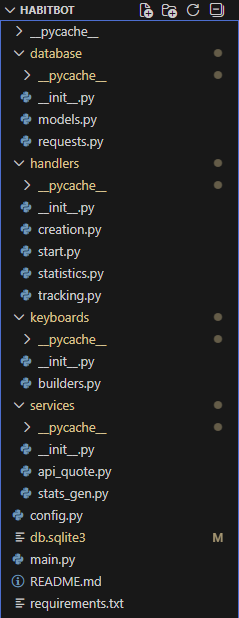 HABITBOT
__pycache__
database
__pycache__
__init__.py
models.py
requests.py
handlers
__pycache__
__init__.py
creation.py
start.py
statistics.py
tracking.py
keyboards
__pycache__
__init__.py
builders.py
services
__pycache__
__init__.py
api_quote.py
stats_gen.py
config.py
db.sqlite3 M
main.py
README.md
requirements.txt